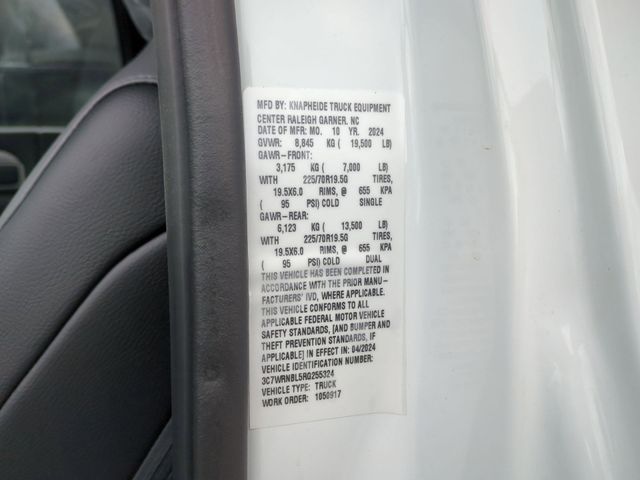 MFD BY: KNAPHEIDE TRUCK EQUIPMENT
CENTER RALEIGH GARNER, NC
DATE OF MFR: MO. 10 YR. 2024
GVWR: 8,845 KG ( 19,500 LB)
GAWR-FRONT:
3,175 KG ( 7,000 LB)
WITH 225/70R19.5G TIRES,
19.5X6.0 RIMS, @ 655 KPA
( 95 PSI) COLD SINGLE
GAWR-REAR:
6,123 KG ( 13,500 LB)
WITH 225/70R19.5G TIRES,
19.5X6.0 RIMS, @ 655 KPA
( 95 PSI) COLD DUAL
THIS VEHICLE HAS BEEN COMPLETED IN
ACCORDANCE WITH THE PRIOR MANU-
FACTURERS' IVD, WHERE APPLICABLE.
THIS VEHICLE CONFORMS TO ALL
APPLICABLE FEDERAL MOTOR VEHICLE
SAFETY STANDARDS, [AND BUMPER AND
THEFT PREVENTION STANDARDS, IF
APPLICABLE] IN EFFECT IN: 04/2024
VEHICLE IDENTIFICATION NUMBER:
3C7WRNBL5RG255324
VEHICLE TYPE: TRUCK
WORK ORDER: 1050917